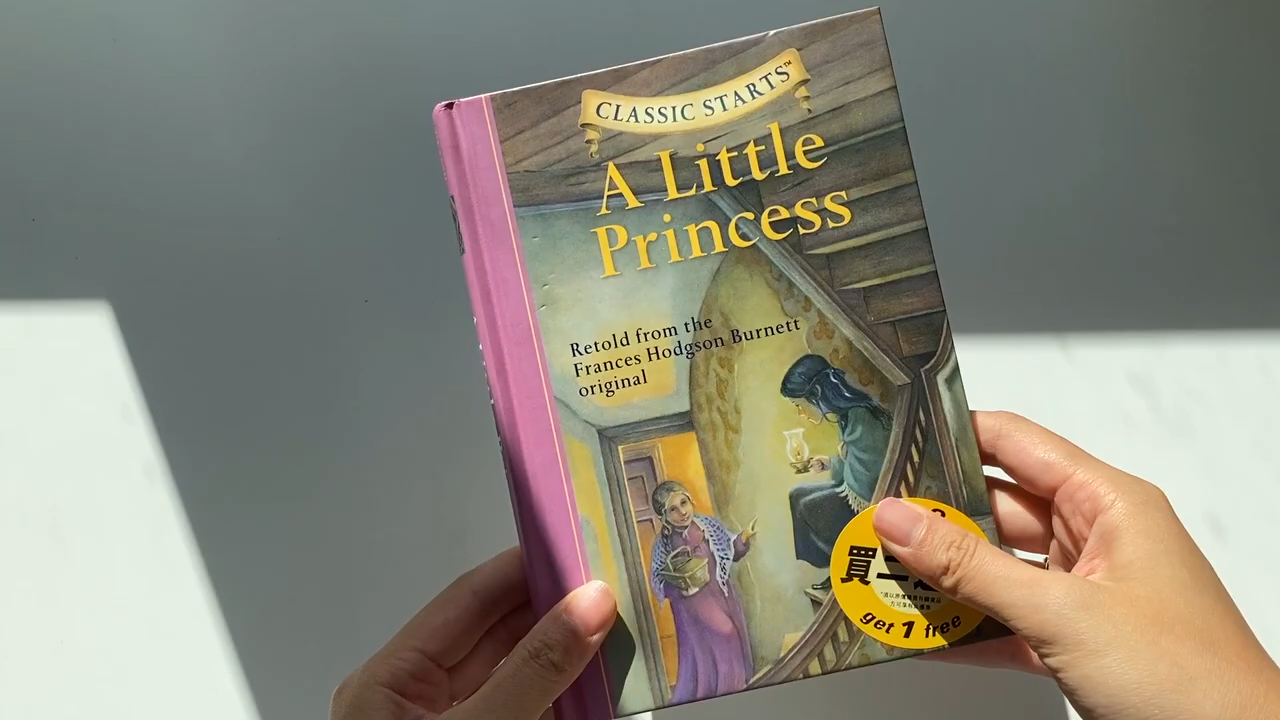 CLASSIC STARTS™
A Little
Princess
Retold from the
Frances Hodgson Burnett
original
買二
get 1 free